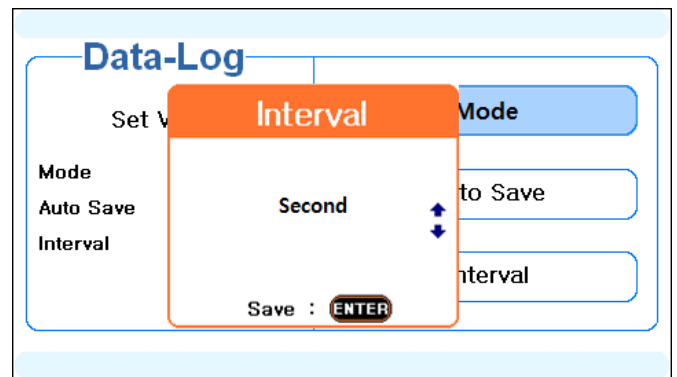 Data-Log
Set
Mode
Auto Save
Interval
Interval
Second
Save : ENTER
Mode
to Save
nterval